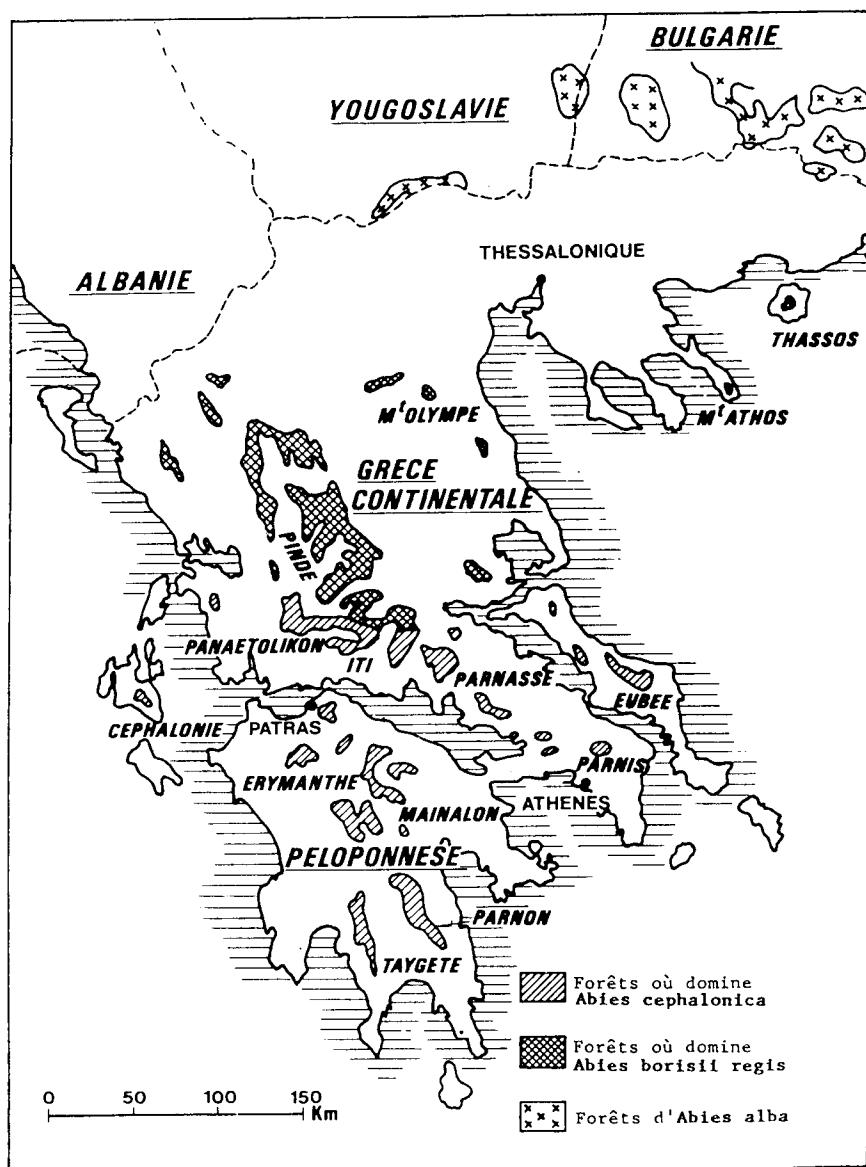 BULGARIE
YOUGOSLAVIE
THESSALONIQUE
ALBANIE
THASSOS
Mt OLYMPE
Mt ATHOS
GRECE
CONTINENTALE
PINDE
PANAETOLIKON
ITI
PARNASSE
EUBEE
CEPHALONIE
PATRAS
PARNIS
ERYMANTHE
MAINALON
ATHENES
PELOPONNESE
PARNON
TAYGETE
Forêts où domine
Abies cephalonica
Forêts où domine
Abies borisii regis
0 50 100 150
Km
Forêts d'Abies alba